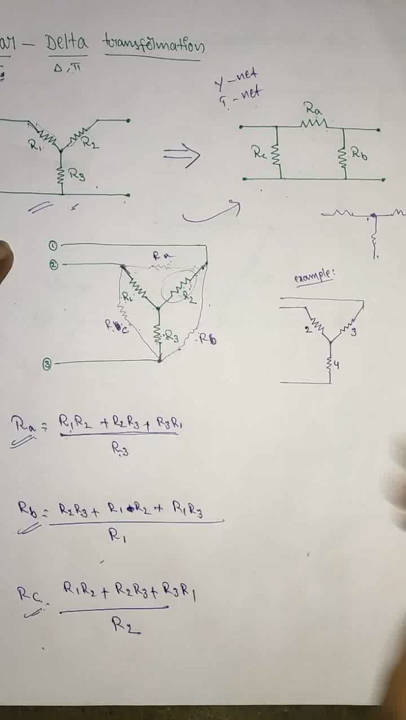 ar - Delta transformation
Δ, π
Y-net
T-net
Ra
R1 R2
Rc Rb
R3
①
② Ra
R1 R2
example:
Rc R3 Rb
2 3
③
4
Ra = R1R2 + R2R3 + R3R1
R3
Rb = R2R3 + R1R2 + R1R3
R1
Rc = R1R2 + R2R3 + R3R1
R2